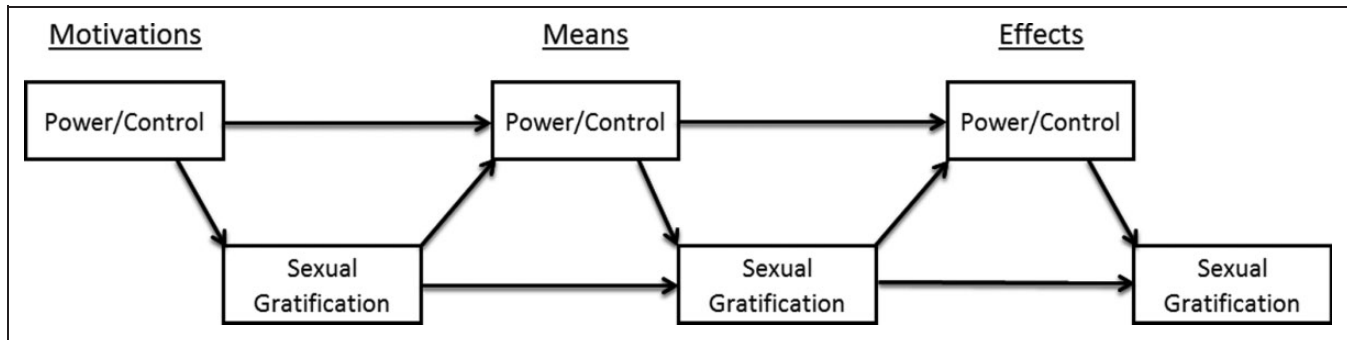 Motivations
Means
Effects
Power/Control
Power/Control
Power/Control
Sexual
Gratification
Sexual
Gratification
Sexual
Gratification